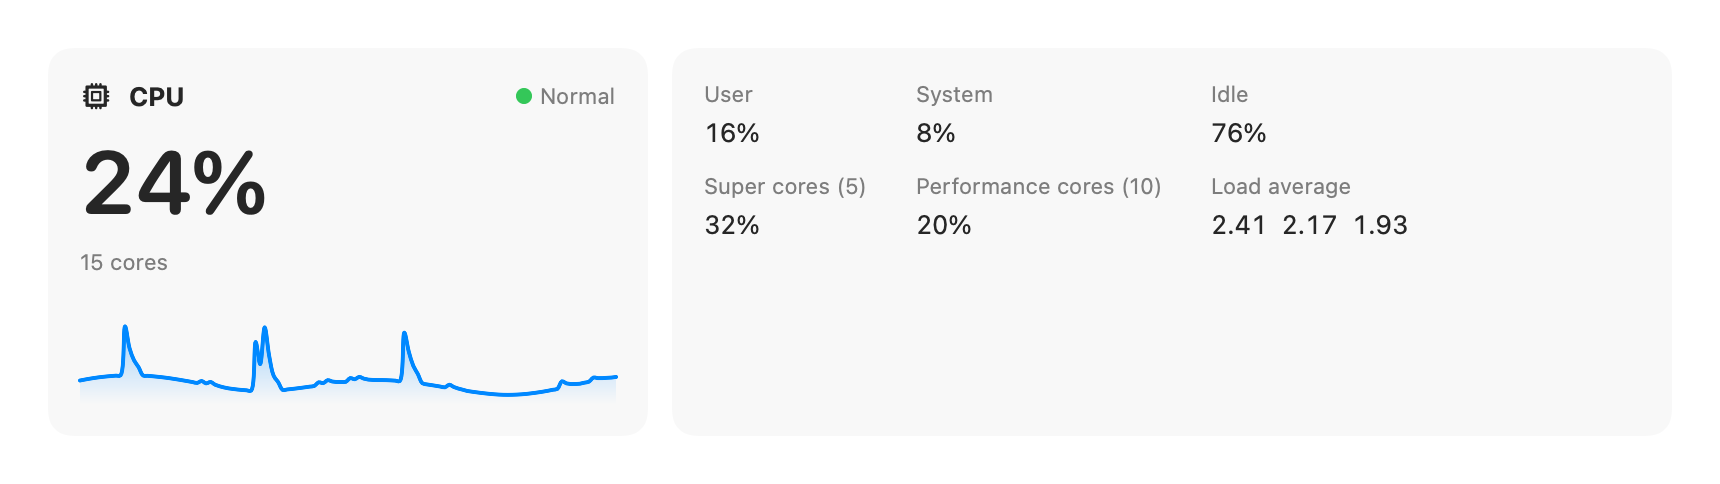 CPU
Normal
24%
15 cores
User System Idle
16% 8% 76%
Super cores (5) Performance cores (10) Load average
32% 20% 2.41 2.17 1.93